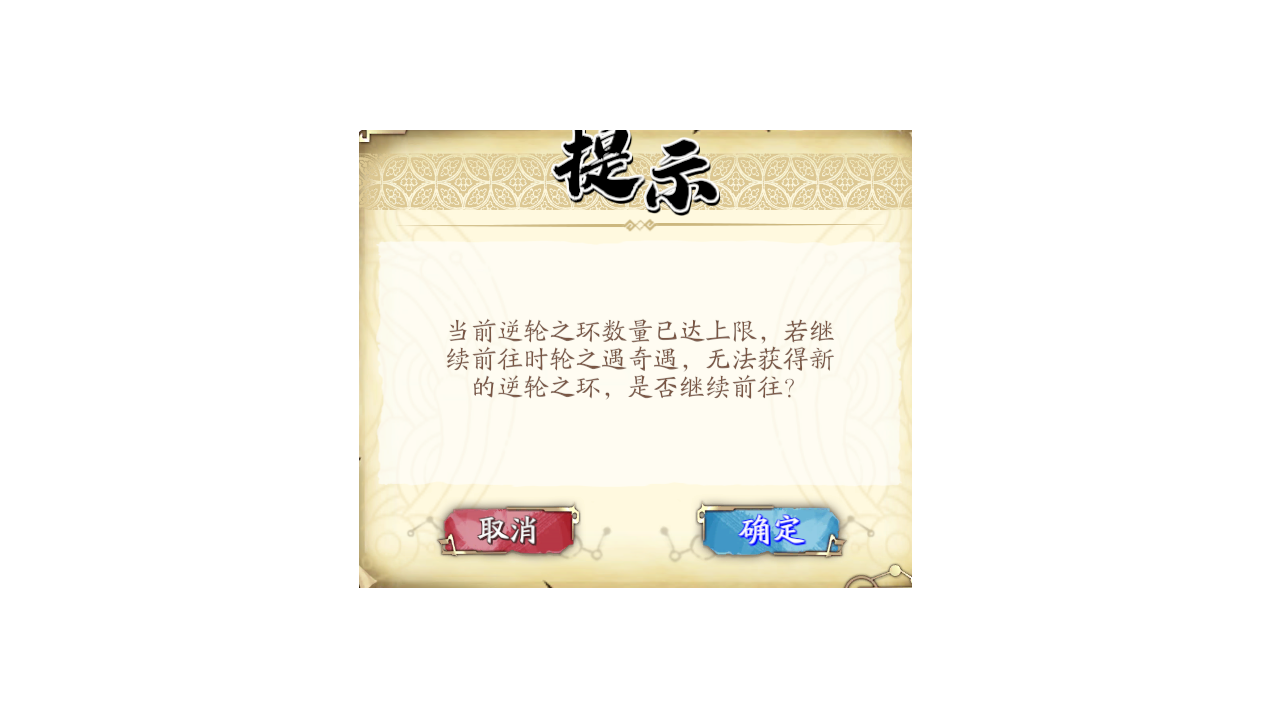 提示
当前逆轮之环数量已达上限，若继
续前往时轮之遇奇遇，无法获得新
的逆轮之环，是否继续前往？
取消
确定